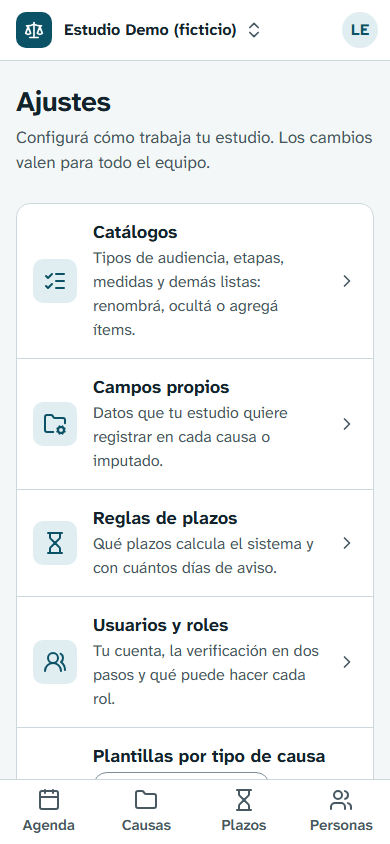 Estudio Demo (ficticio)
LE
Ajustes
Configurá cómo trabaja tu estudio. Los cambios
valen para todo el equipo.
Catálogos
Tipos de audiencia, etapas,
medidas y demás listas:
renombrá, ocultá o agregá
ítems.
Campos propios
Datos que tu estudio quiere
registrar en cada causa o
imputado.
Reglas de plazos
Qué plazos calcula el sistema y
con cuántos días de aviso.
Usuarios y roles
Tu cuenta, la verificación en dos
pasos y qué puede hacer cada
rol.
Plantillas por tipo de causa
Agenda
Causas
Plazos
Personas